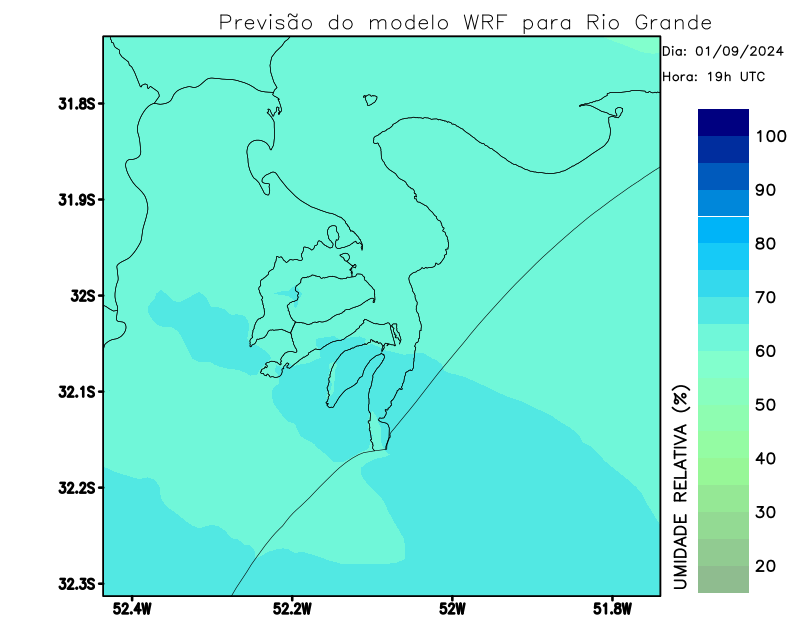 Previsão do modelo WRF para Rio Grande
Dia: 01/09/2024
Hora: 19h UTC
31.8S
31.9S
32S
32.1S
32.2S
32.3S
52.4W
52.2W
52W
51.8W
100
90
80
70
60
50
40
30
20
UMIDADE RELATIVA (%)